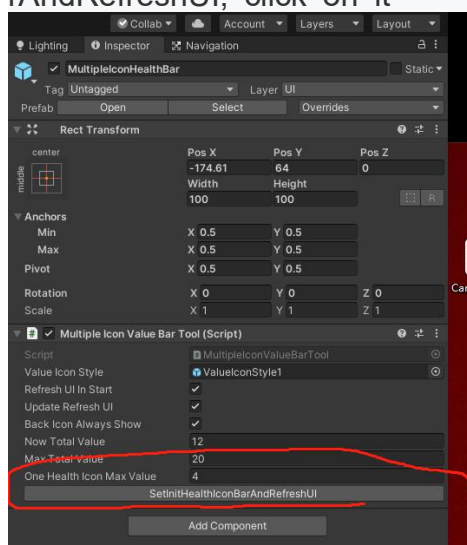 fAndRefreshUI, click on it
Collab Account Layers Layout
Lighting Inspector Navigation
MultipleIconHealthBar Static
Tag Untagged Layer UI
Prefab Open Select Overrides
Rect Transform
center Pos X Pos Y Pos Z
middle -174.61 64 0
Width Height
100 100 R
Anchors
Min X 0.5 Y 0.5
Max X 0.5 Y 0.5
Pivot X 0.5 Y 0.5
Rotation X 0 Y 0 Z 0
Scale X 1 Y 1 Z 1
Multiple Icon Value Bar Tool (Script)
Script MultipleIconValueBarTool
Value Icon Style ValueIconStyle1
Refresh UI In Start
Update Refresh UI
Back Icon Always Show
Now Total Value 12
Max Total Value 20
One Health Icon Max Value 4
SetInitHealthIconBarAndRefreshUI
Add Component
Car